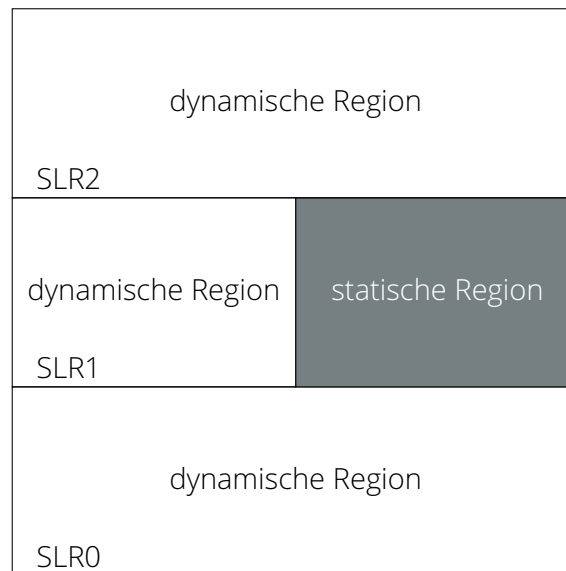 dynamische Region
SLR2
dynamische Region
statische Region
SLR1
dynamische Region
SLR0